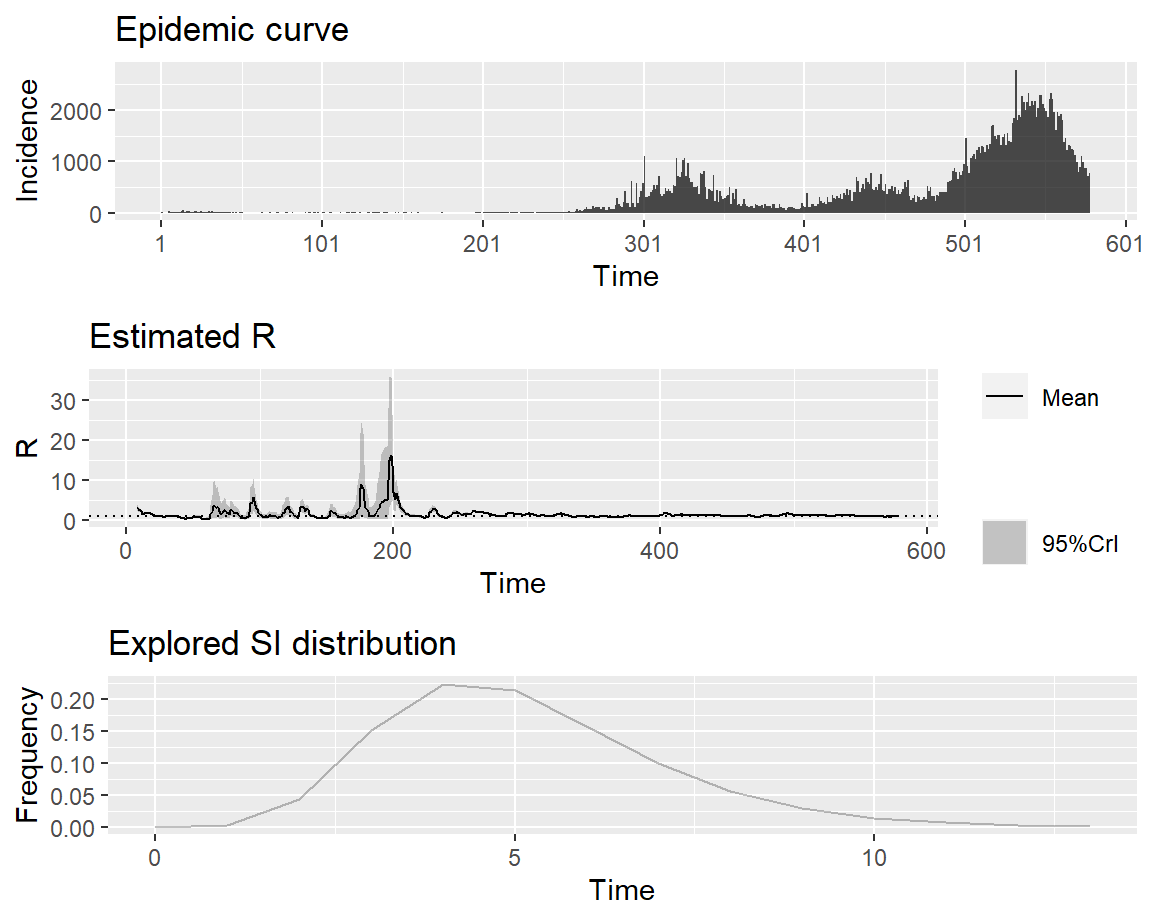 Epidemic curve
Incidence
2000
1000
0
1 101 201 301 401 501 601
Time
Estimated R
R
30
20
10
0
0 200 400 600
Time
Mean
95%CrI
Explored SI distribution
Frequency
0.20
0.15
0.10
0.05
0.00
0 5 10
Time